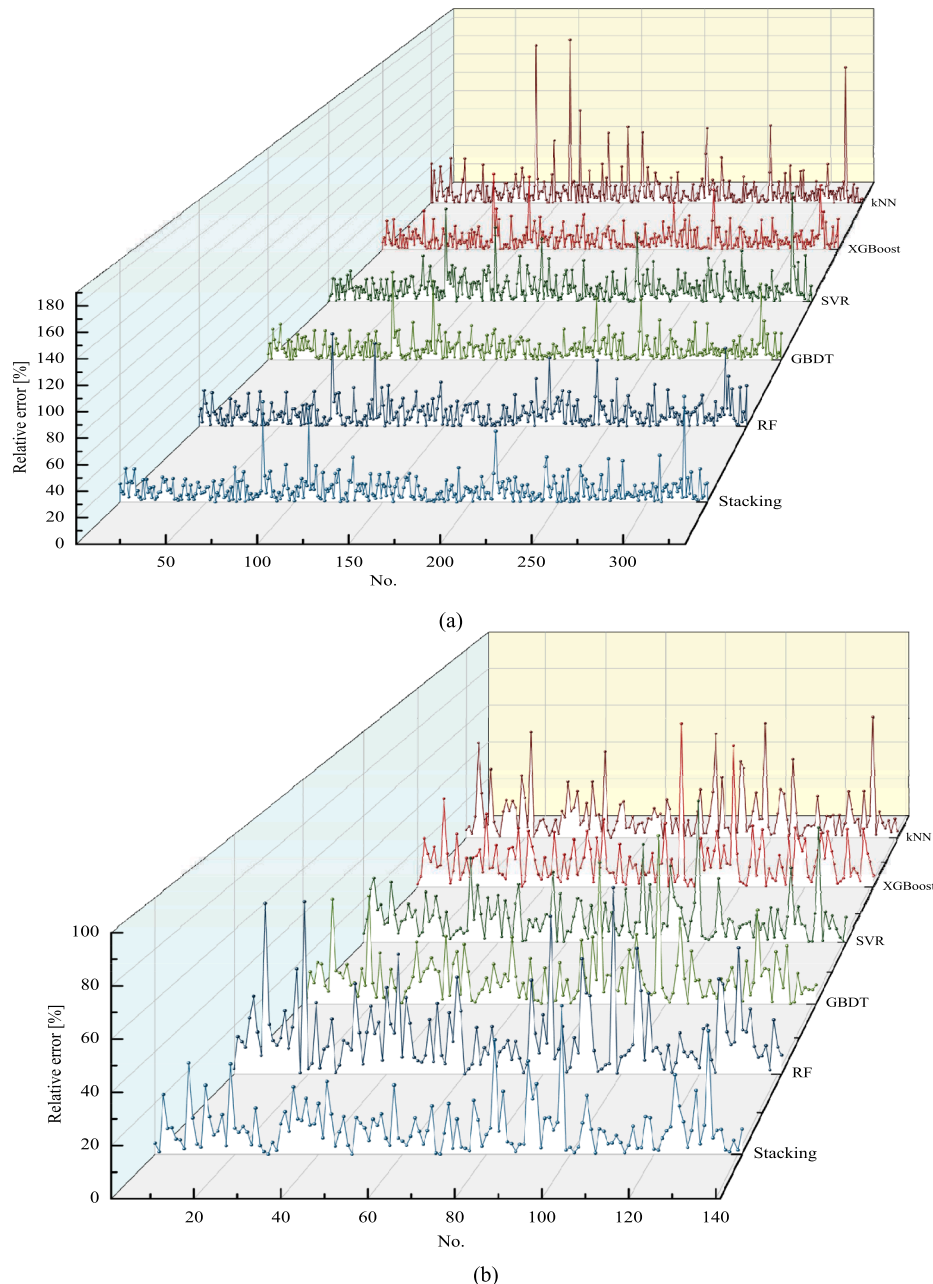 kNN
XGBoost
SVR
GBDT
RF
Stacking
Relative error [%]
180
160
140
120
100
80
60
40
20
0
50
100
150
200
250
300
No.
(a)
kNN
XGBoost
SVR
GBDT
RF
Stacking
Relative error [%]
100
80
60
40
20
0
20
40
60
80
100
120
140
No.
(b)